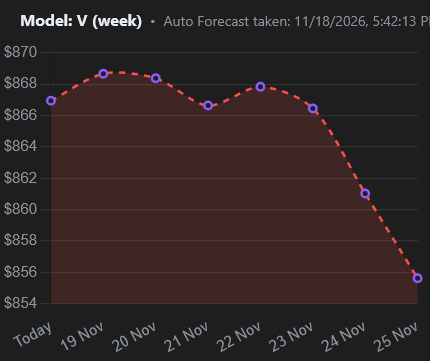 Model: V (week) • Auto Forecast taken: 11/18/2026, 5:42:13 P
$870
$868
$866
$864
$862
$860
$858
$856
$854
Today
19 Nov
20 Nov
21 Nov
22 Nov
23 Nov
24 Nov
25 Nov